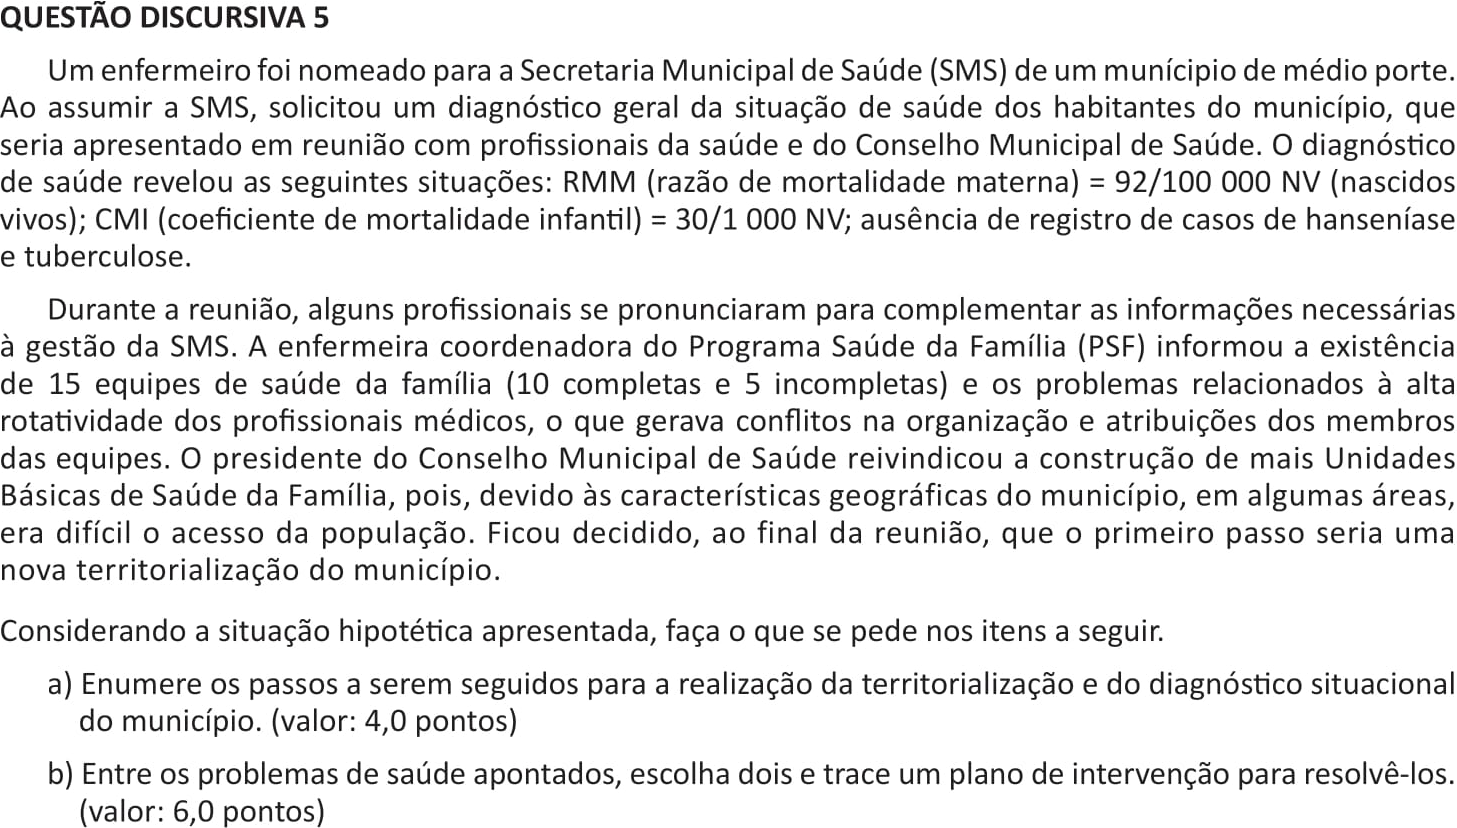 QUESTÃO DISCURSIVA 5
Um enfermeiro foi nomeado para a Secretaria Municipal de Saúde (SMS) de um munícipio de médio porte.
Ao assumir a SMS, solicitou um diagnóstico geral da situação de saúde dos habitantes do município, que
seria apresentado em reunião com profissionais da saúde e do Conselho Municipal de Saúde. O diagnóstico
de saúde revelou as seguintes situações: RMM (razão de mortalidade materna) = 92/100 000 NV (nascidos
vivos); CMI (coeficiente de mortalidade infantil) = 30/1 000 NV; ausência de registro de casos de hanseníase
e tuberculose.
Durante a reunião, alguns profissionais se pronunciaram para complementar as informações necessárias
à gestão da SMS. A enfermeira coordenadora do Programa Saúde da Família (PSF) informou a existência
de 15 equipes de saúde da família (10 completas e 5 incompletas) e os problemas relacionados à alta
rotatividade dos profissionais médicos, o que gerava conflitos na organização e atribuições dos membros
das equipes. O presidente do Conselho Municipal de Saúde reivindicou a construção de mais Unidades
Básicas de Saúde da Família, pois, devido às características geográficas do município, em algumas áreas,
era difícil o acesso da população. Ficou decidido, ao final da reunião, que o primeiro passo seria uma
nova territorialização do município.
Considerando a situação hipotética apresentada, faça o que se pede nos itens a seguir.
a) Enumere os passos a serem seguidos para a realização da territorialização e do diagnóstico situacional
do município. (valor: 4,0 pontos)
b) Entre os problemas de saúde apontados, escolha dois e trace um plano de intervenção para resolvê-los.
(valor: 6,0 pontos)